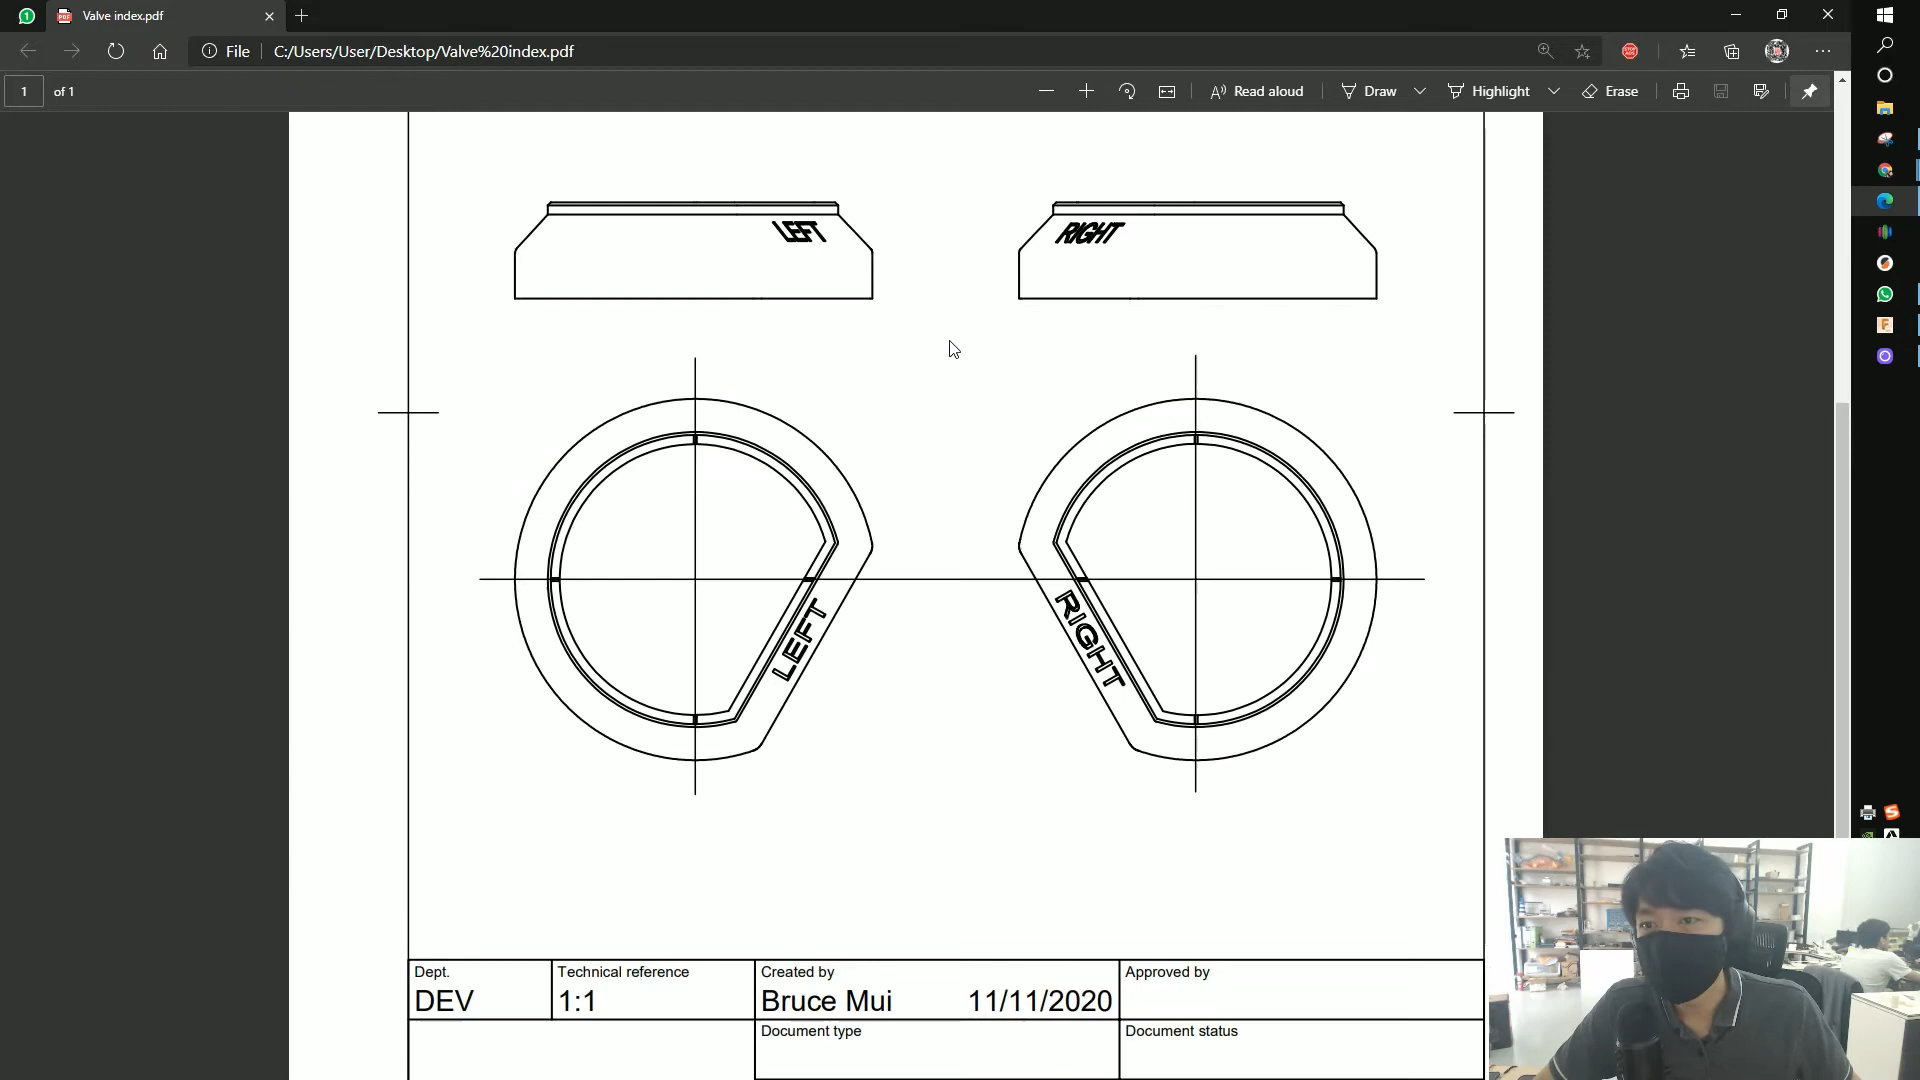 Valve index.pdf
File C:/Users/User/Desktop/Valve%20index.pdf
1 of 1 Read aloud Draw Highlight Erase
LEFT RIGHT
LEFT RIGHT
Dept. Technical reference Created by Approved by
DEV 1:1 Bruce Mui 11/11/2020
Document type Document status